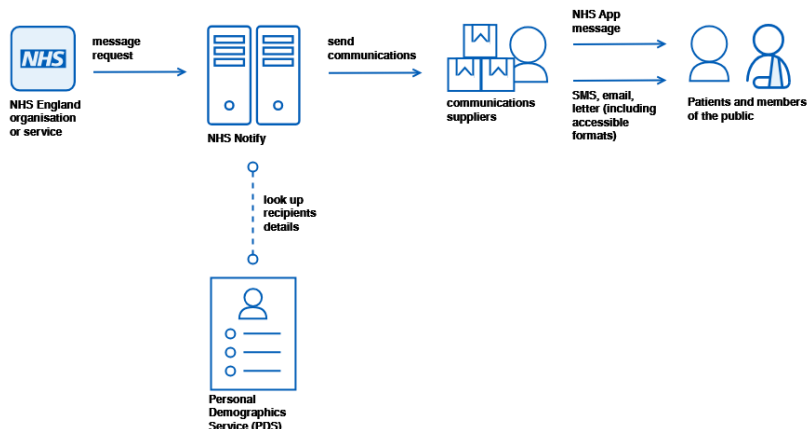 NHS
NHS England
organisation
or service
message
request
NHS Notify
send
communications
communications
suppliers
NHS App
message
SMS, email,
letter (including
accessible
formats)
Patients and members
of the public
look up
recipients
details
Personal
Demographics
Service (PDS)